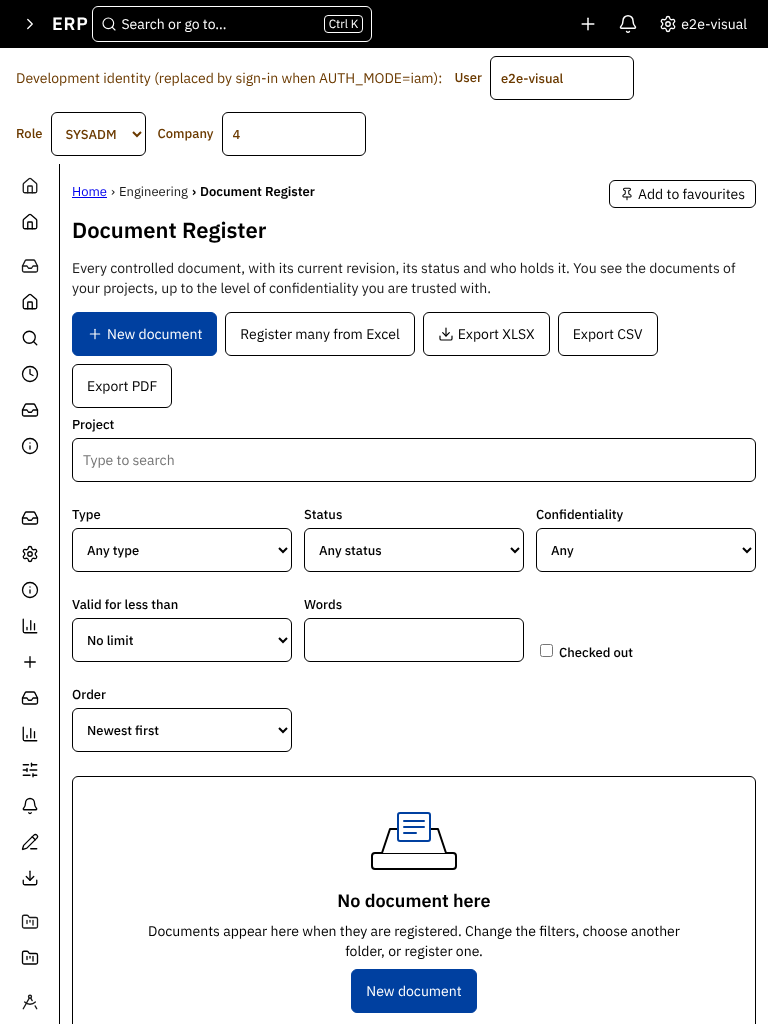 ERP
Search or go to...
Ctrl K
e2e-visual
Development identity (replaced by sign-in when AUTH_MODE=iam):
User
e2e-visual
Role
SYSADM
Company
4
Home › Engineering › Document Register
Add to favourites
Document Register
Every controlled document, with its current revision, its status and who holds it. You see the documents of
your projects, up to the level of confidentiality you are trusted with.
New document
Register many from Excel
Export XLSX
Export CSV
Export PDF
Project
Type to search
Type
Status
Confidentiality
Any type
Any status
Any
Valid for less than
Words
No limit
Checked out
Order
Newest first
No document here
Documents appear here when they are registered. Change the filters, choose another
folder, or register one.
New document